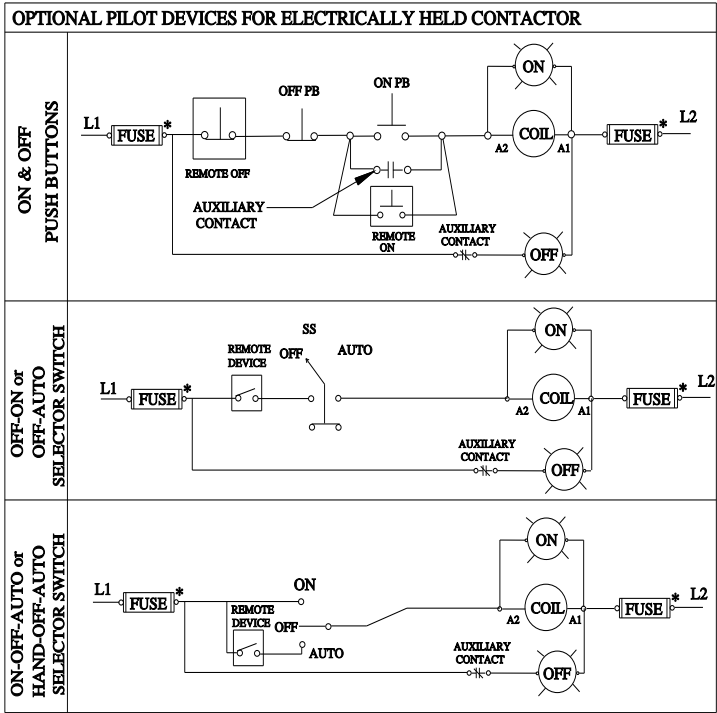 OPTIONAL PILOT DEVICES FOR ELECTRICALLY HELD CONTACTOR
ON & OFF
PUSH BUTTONS
L1
FUSE
*
REMOTE OFF
OFF PB
ON PB
AUXILIARY
CONTACT
REMOTE
ON
AUXILIARY
CONTACT
ON
COIL
A2
A1
OFF
FUSE
*
L2
OFF-ON or
OFF-AUTO
SELECTOR SWITCH
L1
FUSE
*
REMOTE
DEVICE
SS
OFF
AUTO
AUXILIARY
CONTACT
ON
COIL
A2
A1
OFF
FUSE
*
L2
ON-OFF-AUTO or
HAND-OFF-AUTO
SELECTOR SWITCH
L1
FUSE
*
REMOTE
DEVICE
ON
OFF
AUTO
AUXILIARY
CONTACT
ON
COIL
A2
A1
OFF
FUSE
*
L2